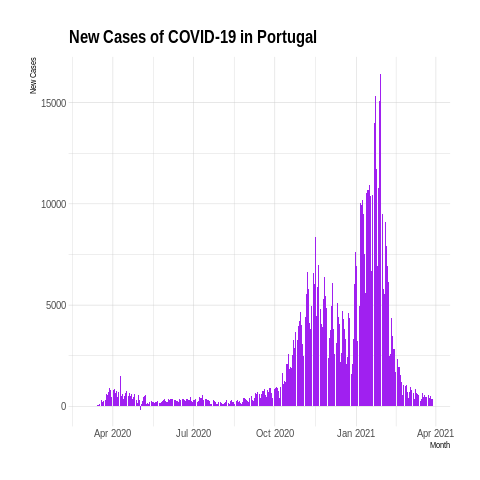 New Cases of COVID-19 in Portugal
New Cases
15000
10000
5000
0
Apr 2020 Jul 2020 Oct 2020 Jan 2021 Apr 2021
Month